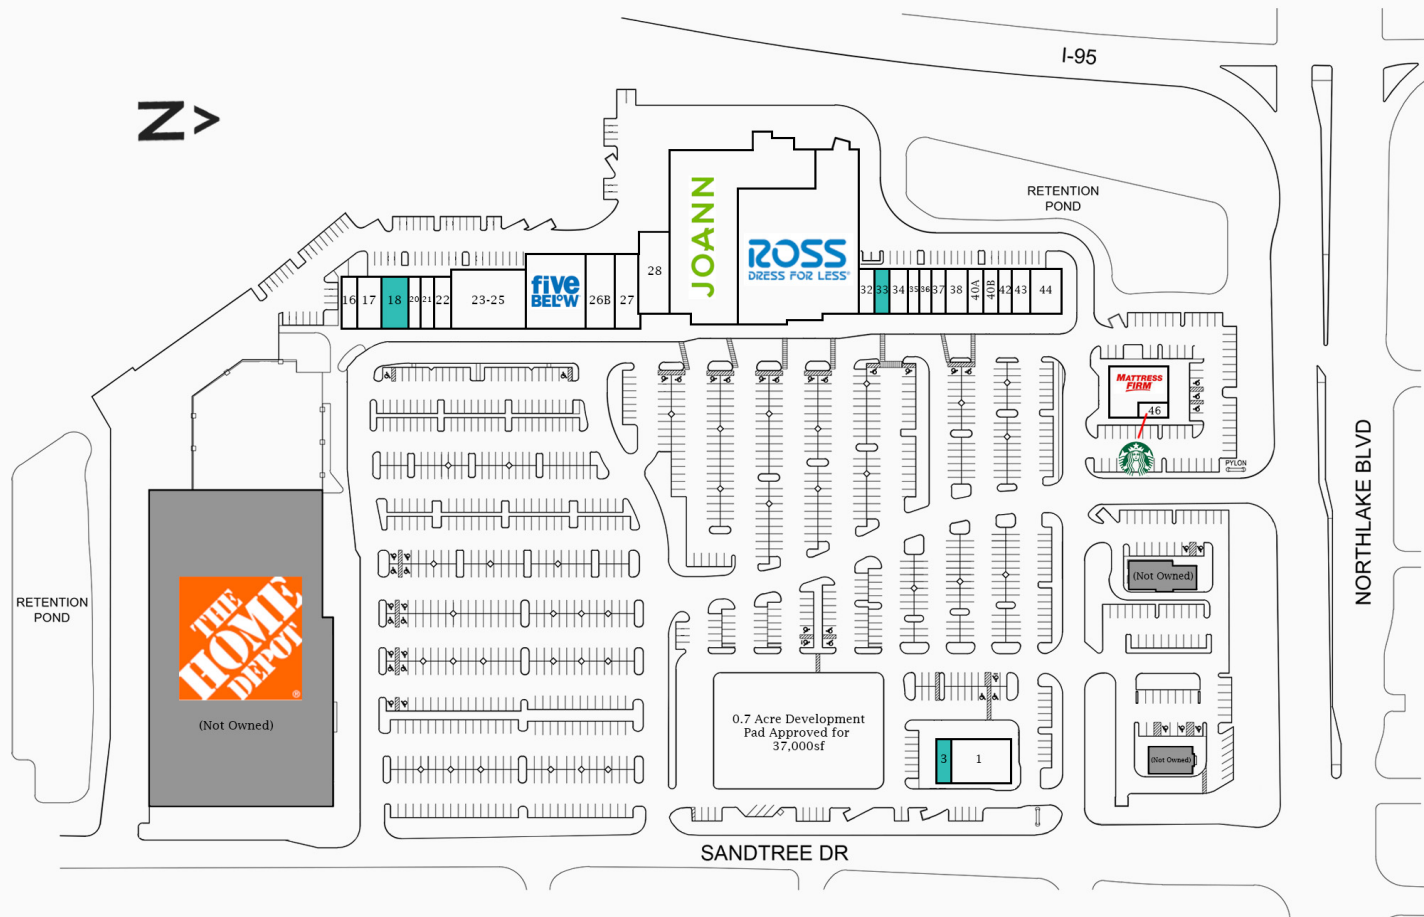 I-95
N >
RETENTION
POND
JOANN
ROSS
DRESS FOR LESS®
28
five
BELOW
16
17
18
20
21
22
23-25
26B
27
32
33
34
35
36
37
38
40A
40B
42
43
44
MATTRESS
FIRM
46
PYLON
NORTHLAKE BLVD
RETENTION
POND
THE
HOME
DEPOT
®
(Not Owned)
(Not Owned)
0.7 Acre Development
Pad Approved for
37,000sf
3
1
(Not Owned)
SANDTREE DR